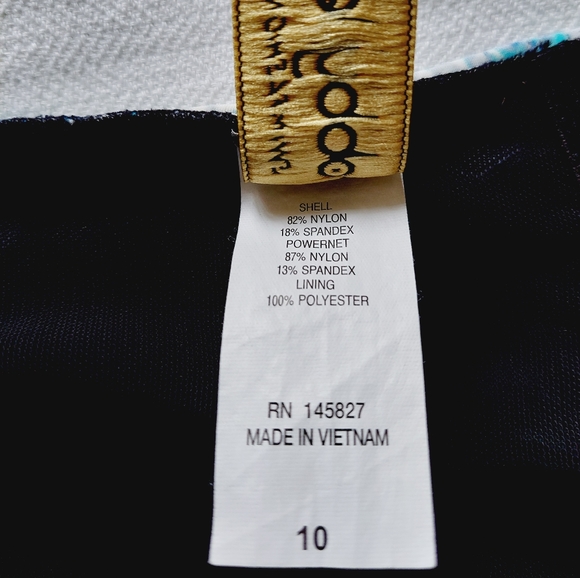 SHELL
82% NYLON
18% SPANDEX
POWERNET
87% NYLON
13% SPANDEX
LINING
100% POLYESTER
RN 145827
MADE IN VIETNAM
10